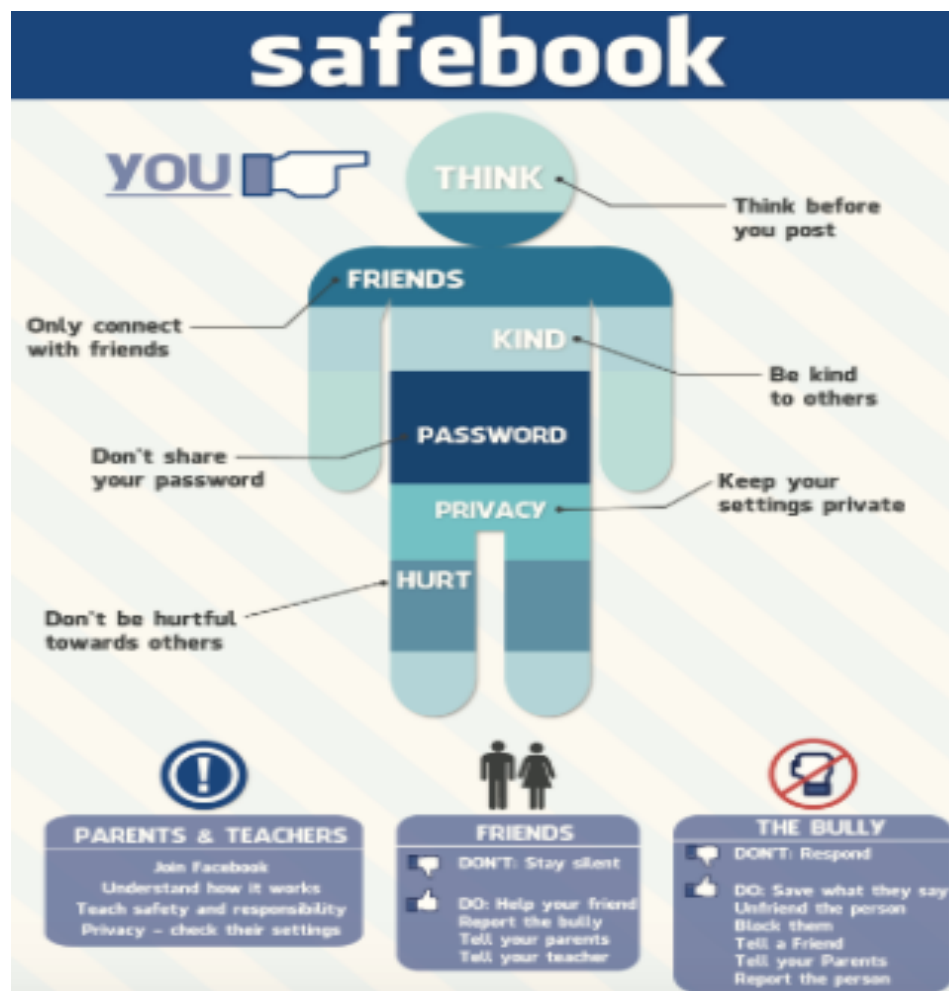 safebook
YOU
THINK
Think before
you post
FRIENDS
Only connect
with friends
KIND
Be kind
to others
PASSWORD
Don't share
your password
PRIVACY
Keep your
settings private
HURT
Don't be hurtful
towards others
PARENTS & TEACHERS
Join Facebook
Understand how it works
Teach safety and responsibility
Privacy – check their settings
FRIENDS
DON'T: Stay silent
DO: Help your friend
Report the bully
Tell your parents
Tell your teacher
THE BULLY
DON'T: Respond
DO: Save what they say
Unfriend the person
Block them
Tell a Friend
Tell your Parents
Report the person